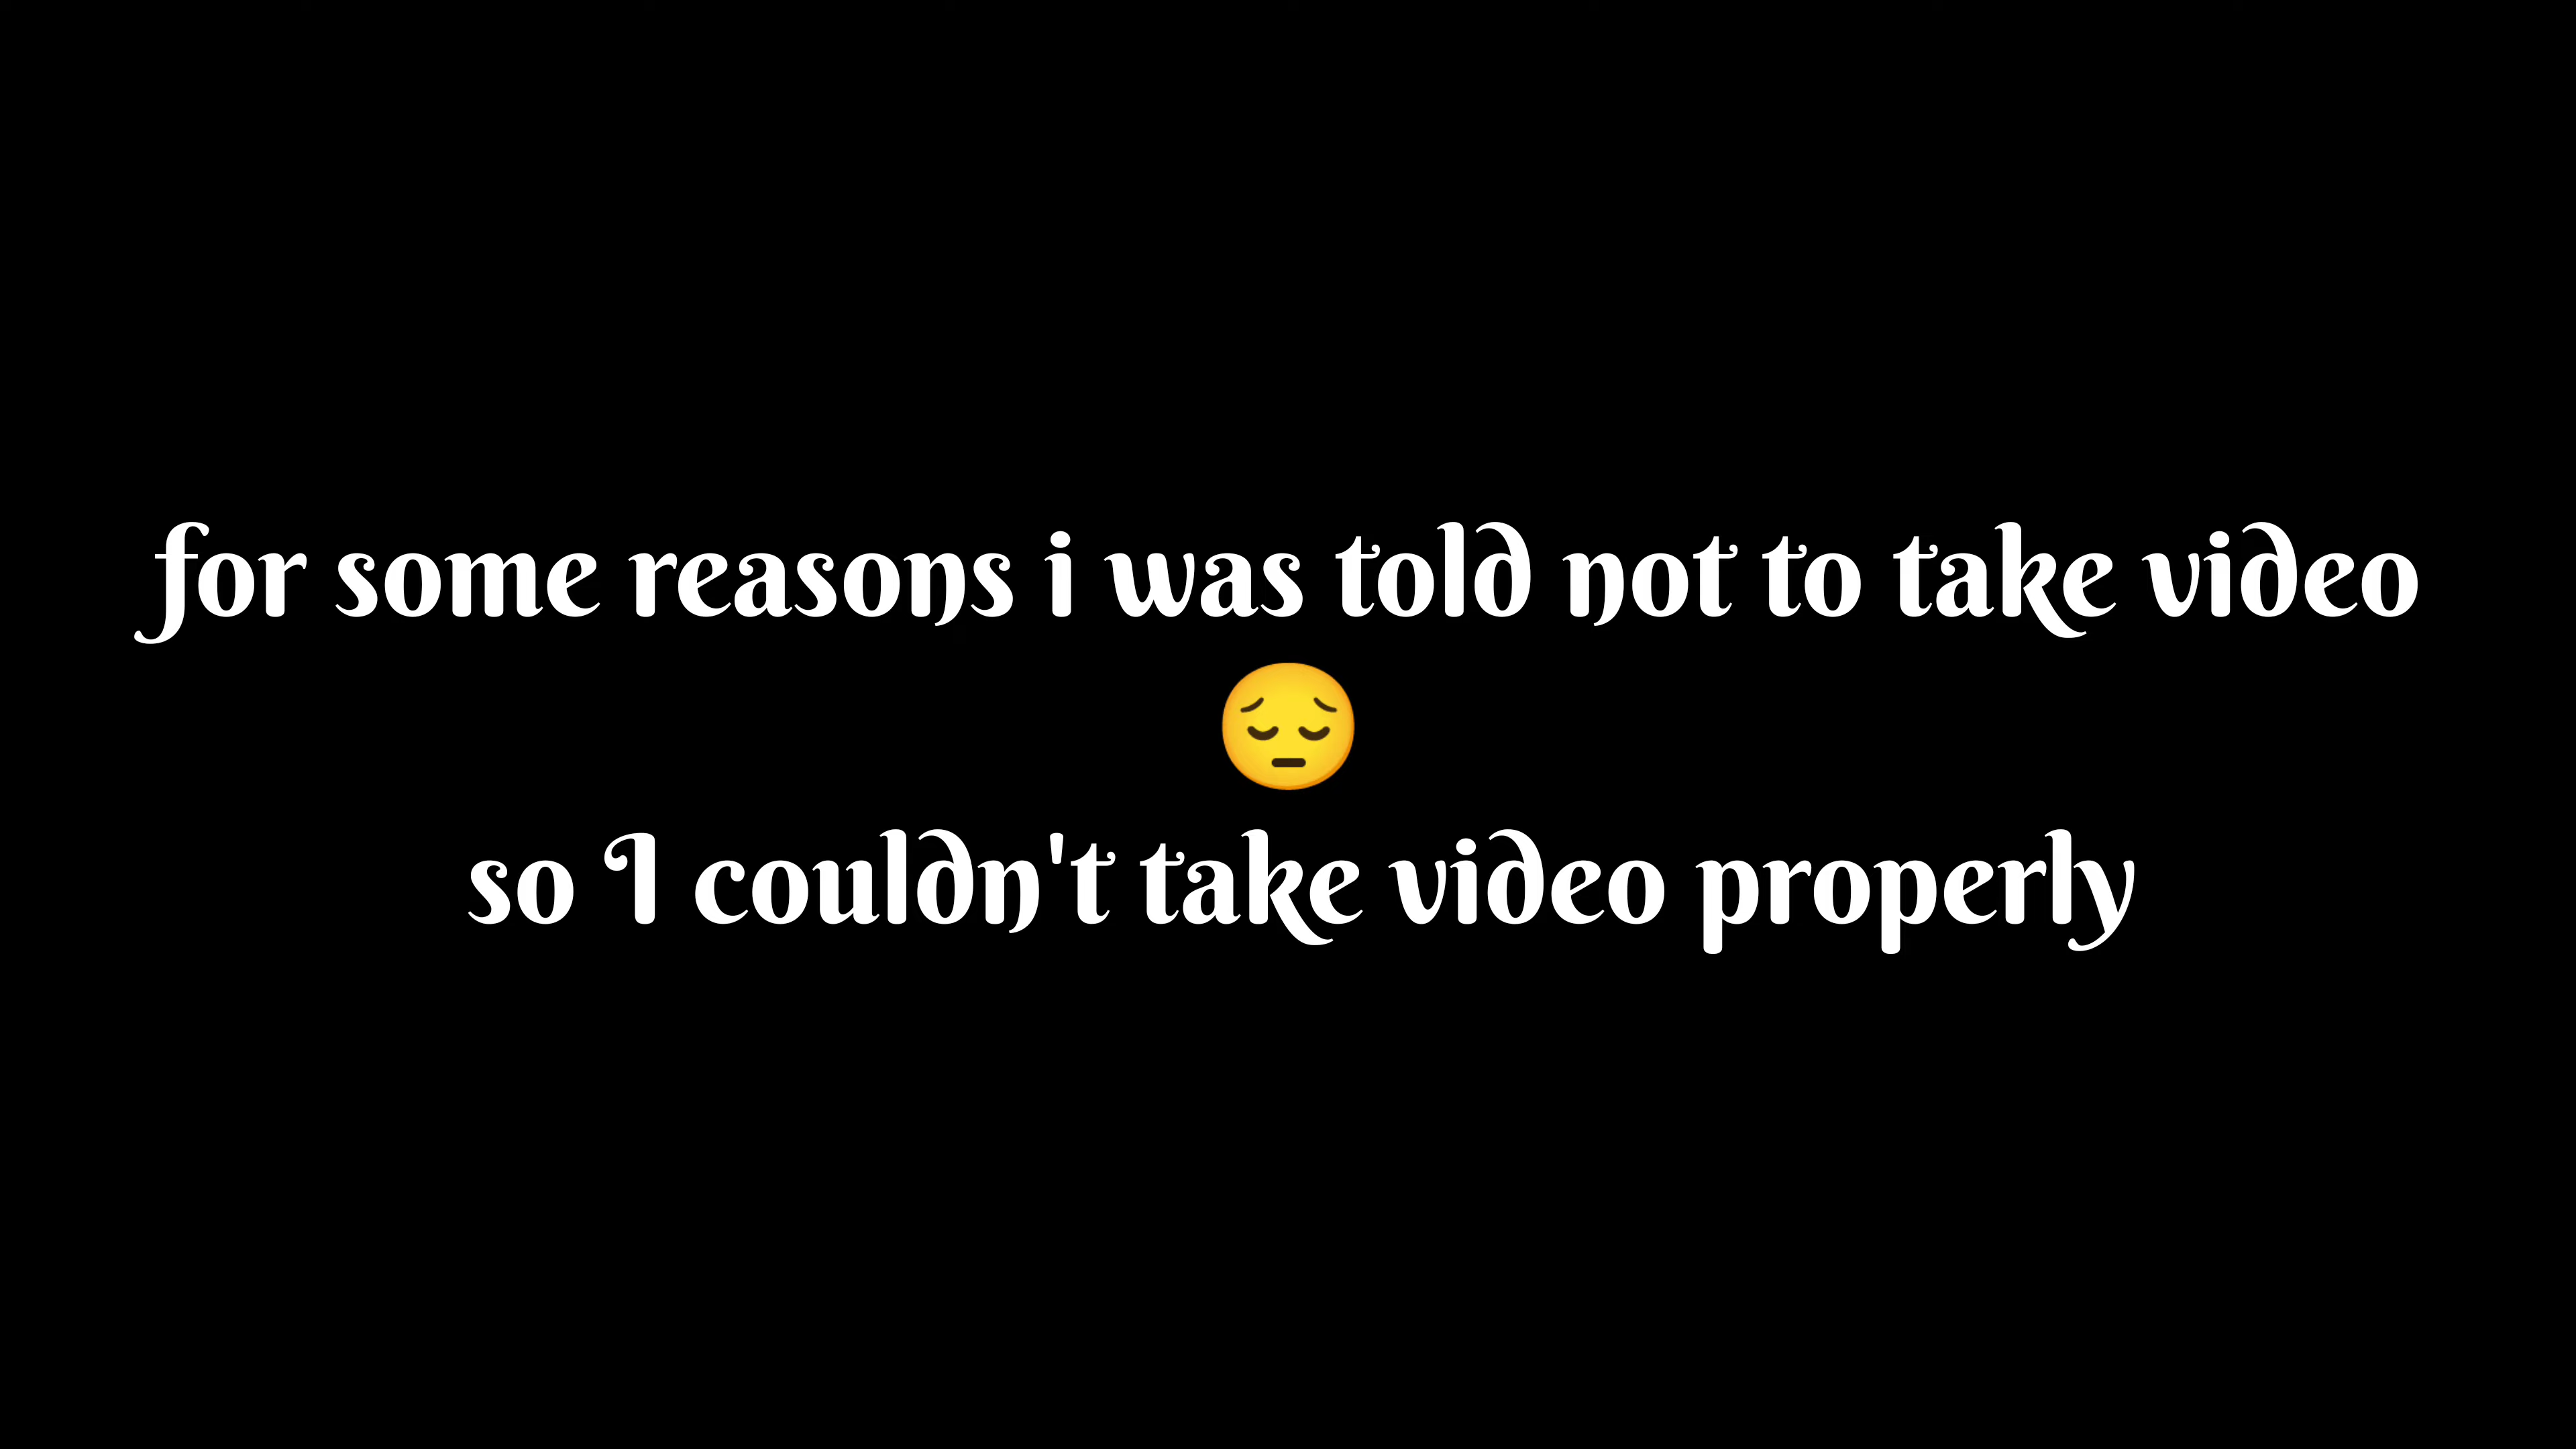 for some reasons i was told not to take video
😔
so I couldn't take video properly